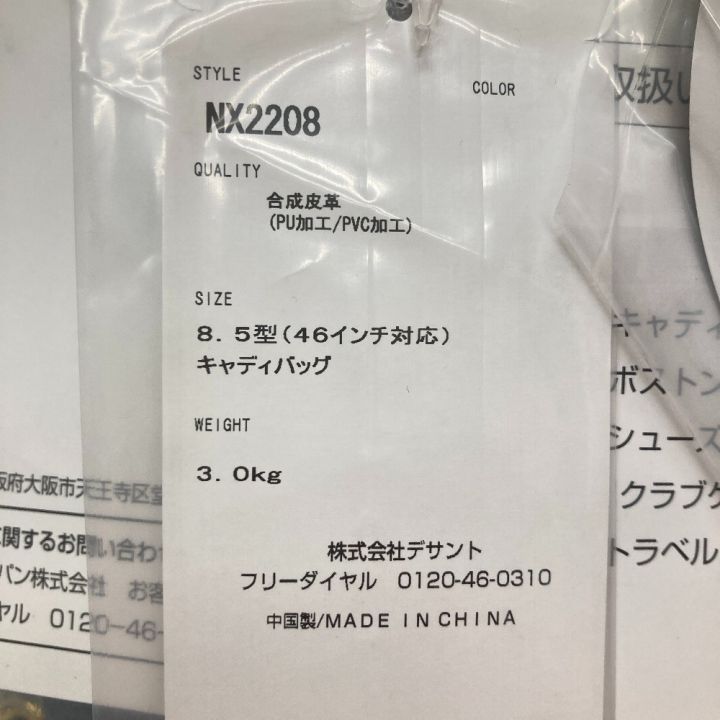 STYLE
COLOR
NX2208
QUALITY
合成皮革
(PU加工/PVC加工)
SIZE
8.5型(46インチ対応)
キャディバッグ
WEIGHT
3.0kg
株式会社デサント
フリーダイヤル 0120-46-0310
中国製/MADE IN CHINA
取扱い
キャディ
ボストン
シューズ
クラブケ
トラベル
府大阪市天王寺区堂
関するお問い合わ
パン株式会社 お客
ヤル 0120-46-